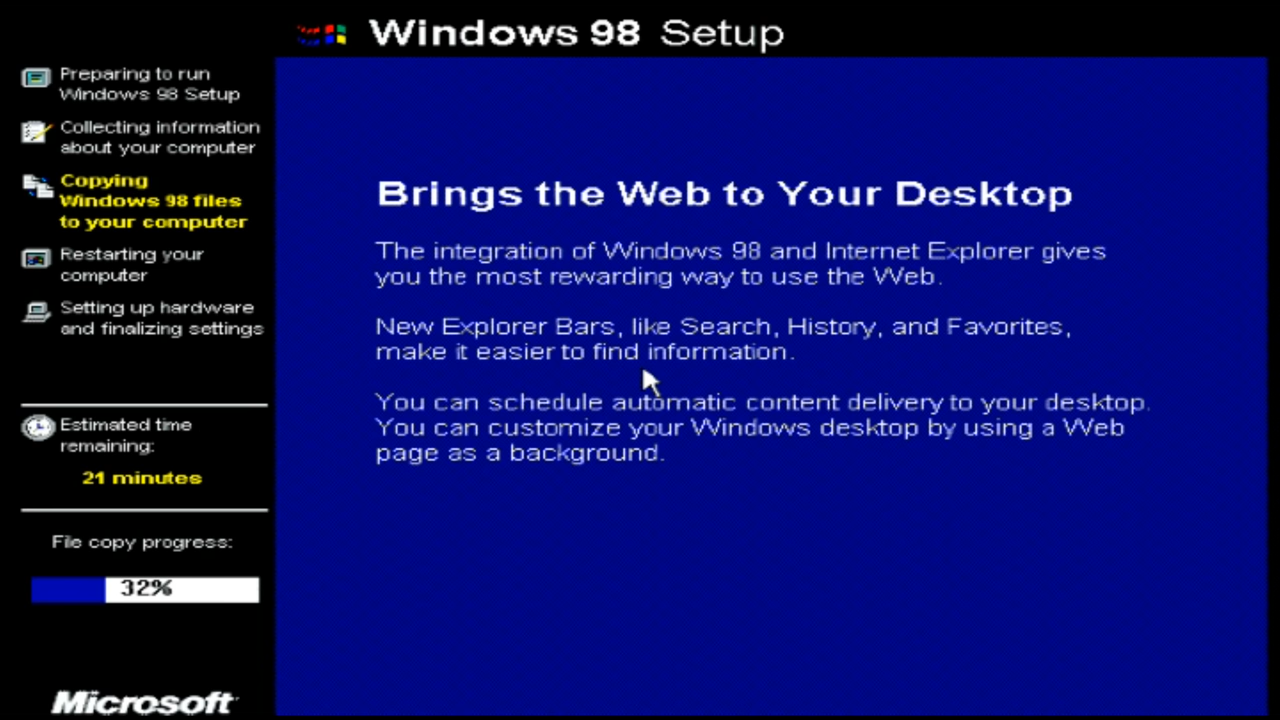 Windows 98 Setup
Preparing to run
Windows 98 Setup
Collecting information
about your computer
Copying
Windows 98 files
to your computer
Restarting your
computer
Setting up hardware
and finalizing settings
Estimated time
remaining:
21 minutes
File copy progress:
32%
Microsoft
Brings the Web to Your Desktop
The integration of Windows 98 and Internet Explorer gives
you the most rewarding way to use the Web.
New Explorer Bars, like Search, History, and Favorites,
make it easier to find information.
You can schedule automatic content delivery to your desktop.
You can customize your Windows desktop by using a Web
page as a background.